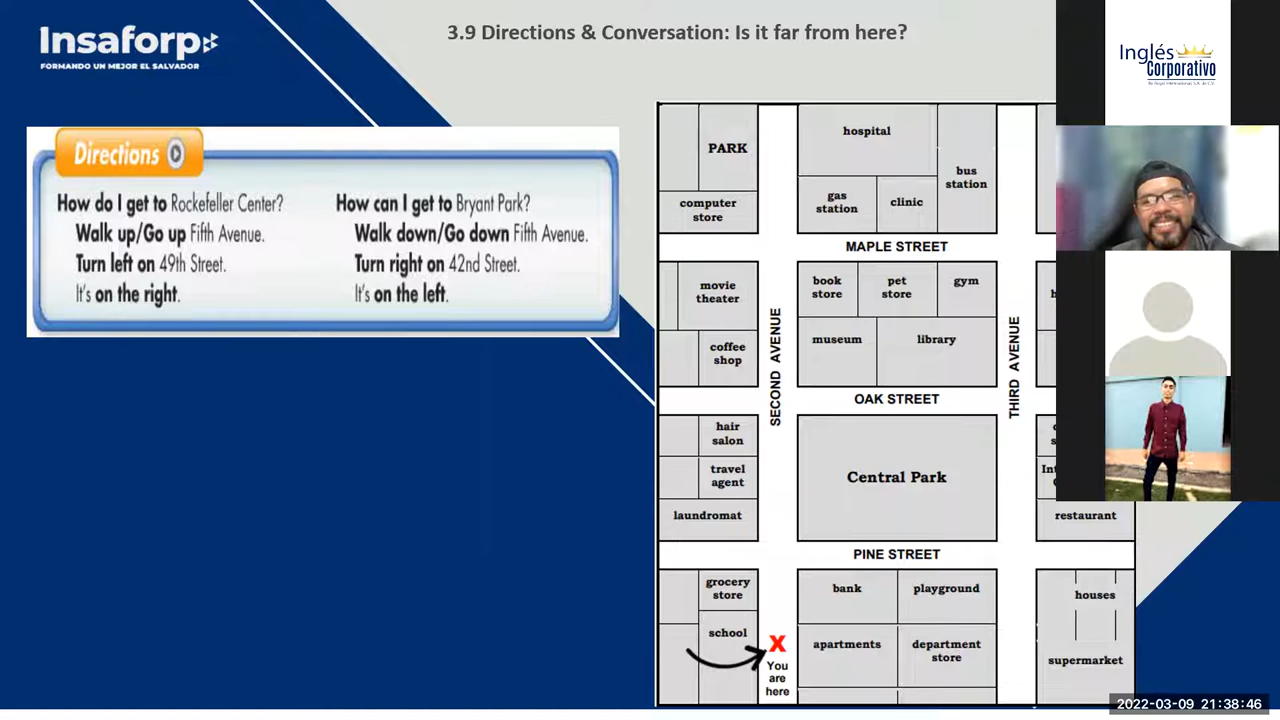 Insaforp
FORMANDO UN MEJOR EL SALVADOR
3.9 Directions & Conversation: Is it far from here?
Inglés
Corporativo
Directions
How do I get to Rockefeller Center?
Walk up/Go up Fifth Avenue.
Turn left on 49th Street.
It's on the right.
How can I get to Bryant Park?
Walk down/Go down Fifth Avenue.
Turn right on 42nd Street.
It's on the left.
PARK
hospital
bus
station
computer
store
gas
station
clinic
MAPLE STREET
movie
theater
book
store
pet
store
gym
coffee
shop
museum
library
SECOND AVENUE
THIRD AVENUE
OAK STREET
hair
salon
travel
agent
Central Park
laundromat
restaurant
PINE STREET
grocery
store
bank
playground
houses
school
X
You
are
here
apartments
department
store
supermarket
2022-03-09 21:38:46